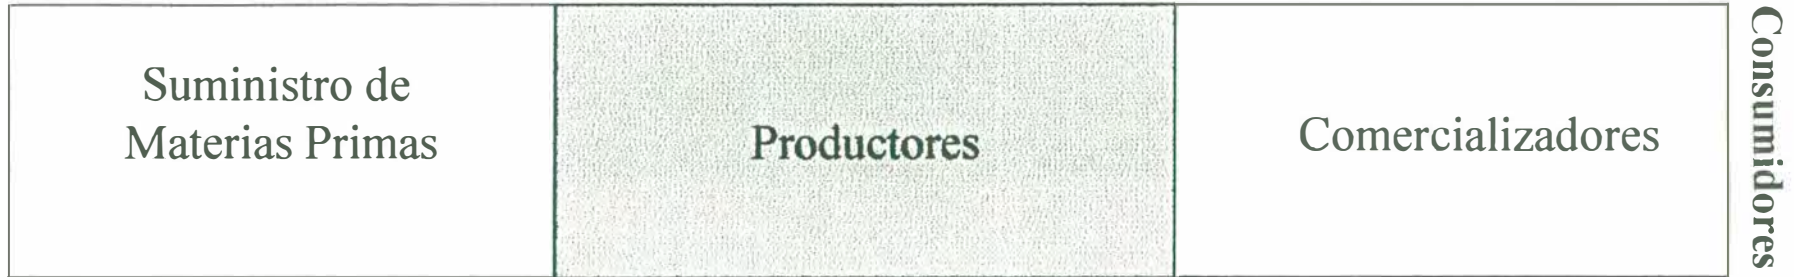 Suministro de
Materias Primas
Productores
Comercializadores
Consumidores